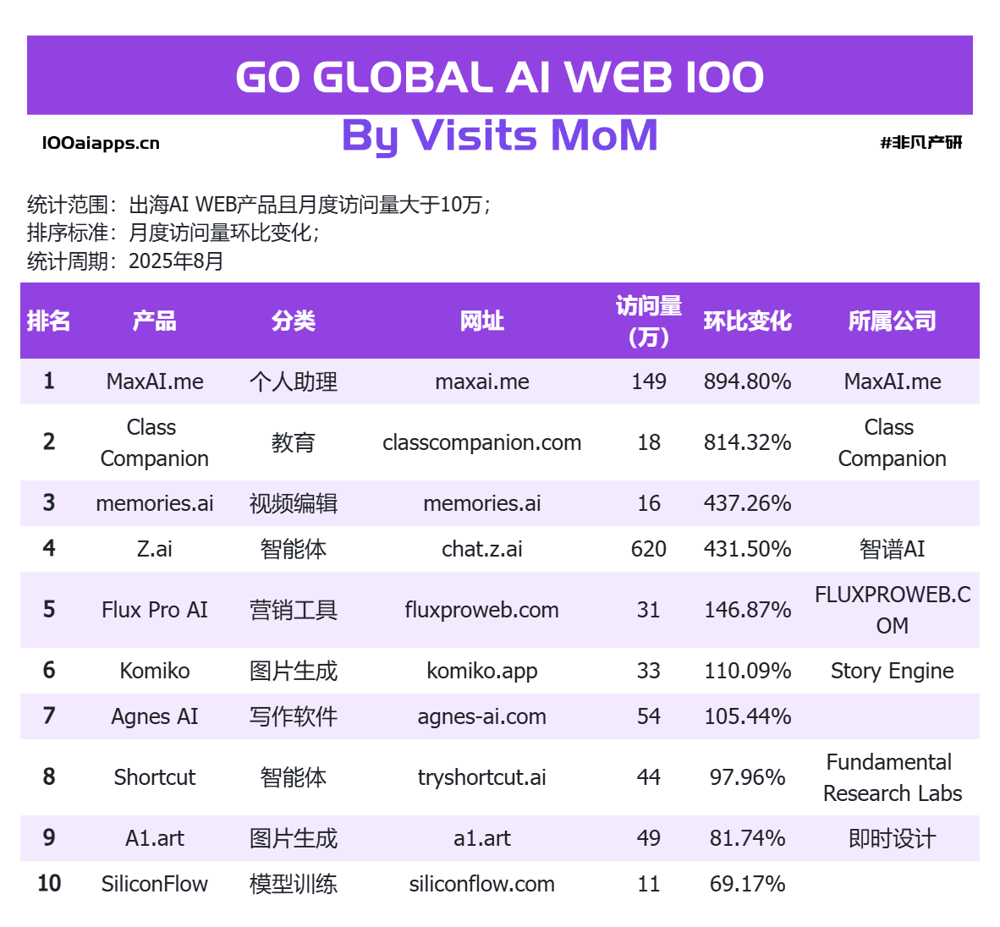 GO GLOBAL AI WEB 100
By Visits MoM
100aiapps.cn
#非凡产研
统计范围：出海AI WEB产品且月度访问量大于10万；
排序标准：月度访问量环比变化；
统计周期：2025年8月
排名 产品 分类 网址 访问量（万） 环比变化 所属公司
1 MaxAI.me 个人助理 maxai.me 149 894.80% MaxAI.me
2 Class Companion 教育 classcompanion.com 18 814.32% Class Companion
3 memories.ai 视频编辑 memories.ai 16 437.26%
4 Z.ai 智能体 chat.z.ai 620 431.50% 智谱AI
5 Flux Pro AI 营销工具 fluxproweb.com 31 146.87% FLUXPROWEB.COM
6 Komiko 图片生成 komiko.app 33 110.09% Story Engine
7 Agnes AI 写作软件 agnes-ai.com 54 105.44%
8 Shortcut 智能体 tryshortcut.ai 44 97.96% Fundamental Research Labs
9 A1.art 图片生成 a1.art 49 81.74% 即时设计
10 SiliconFlow 模型训练 siliconflow.com 11 69.17%